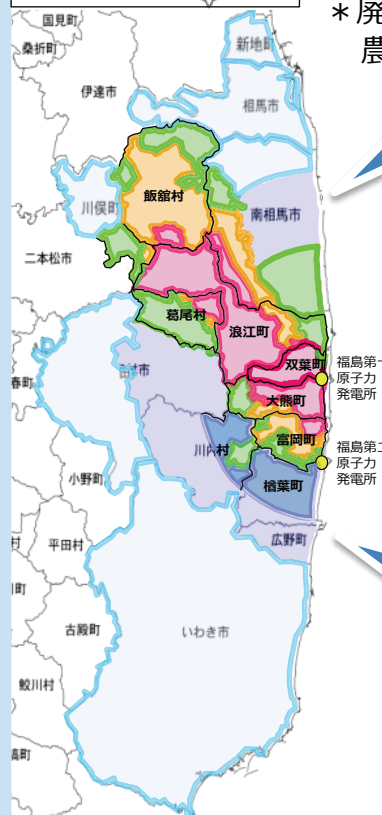 ＊廃
農
国見町
桑折町
新地町
伊達市
相馬市
川俣町
飯舘村
南相馬市
二本松市
葛尾村
浪江町
双葉町
福島第一
原子力
発電所
大熊町
春町
市
富岡町
川内村
福島第二
原子力
発電所
小野町
楢葉町
村
平田村
広野町
町
古殿町
いわき市
鮫川村
町